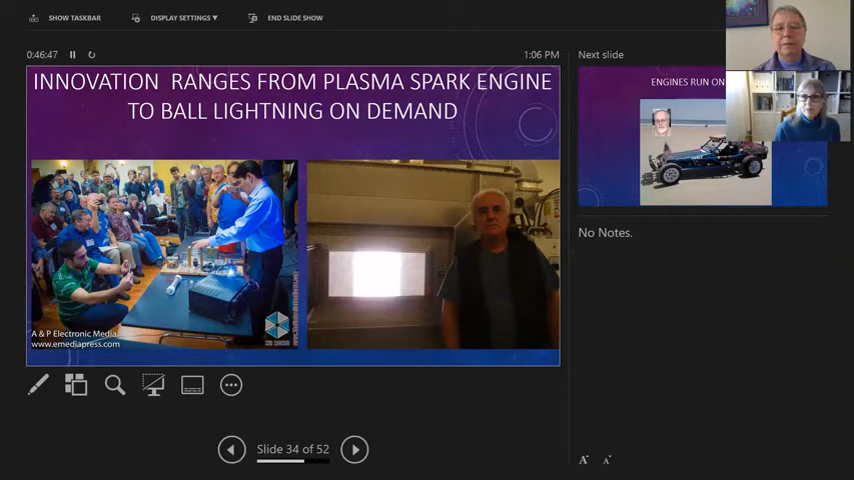 SHOW TASKBAR
DISPLAY SETTINGS ▼
END SLIDE SHOW
0:46:47
1:06 PM
Next slide
INNOVATION RANGES FROM PLASMA SPARK ENGINE
TO BALL LIGHTNING ON DEMAND
A & P Electronic Media
www.emediapress.com
ENGINES RUN ON
No Notes.
Slide 34 of 52
A A